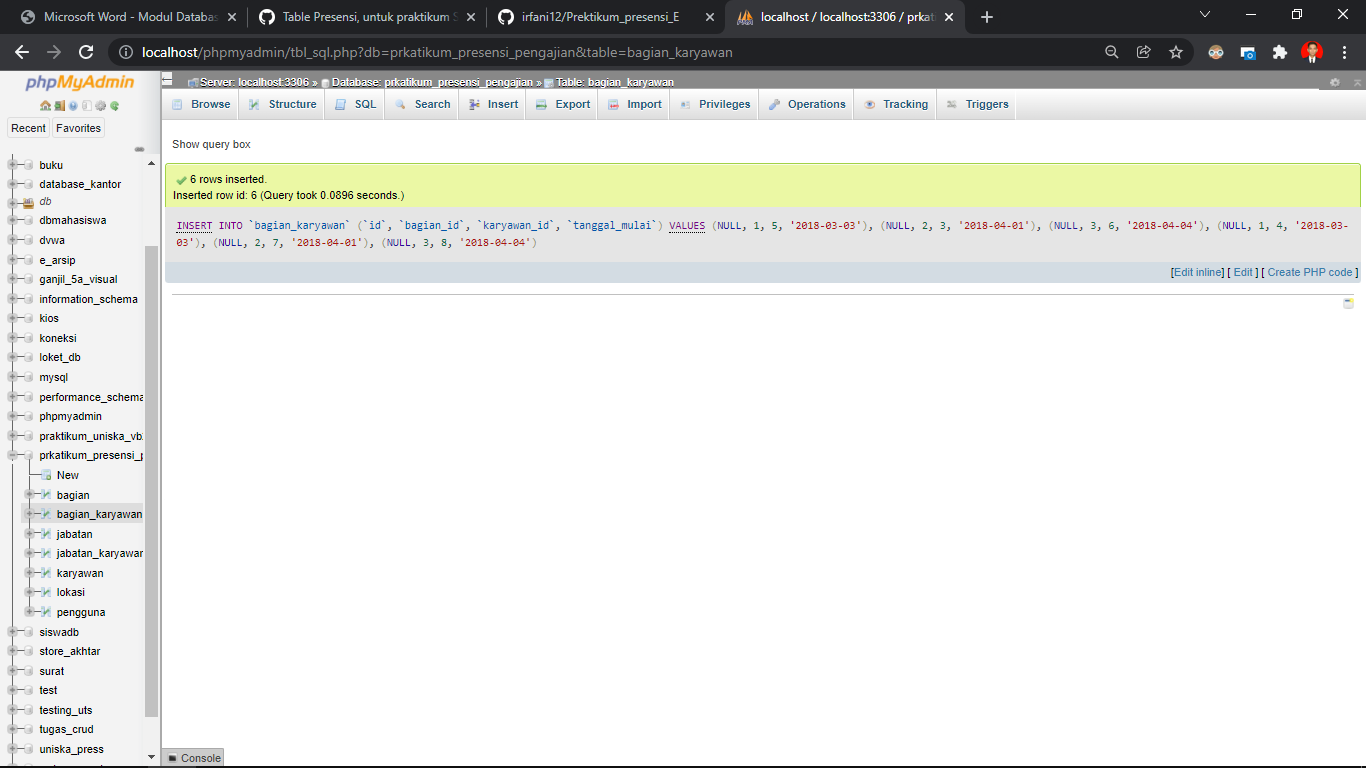 Microsoft Word - Modul Databas
Table Presensi, untuk praktikum S
irfani12/Prektikum_presensi_E
localhost / localhost:3306 / prkat
localhost/phpmyadmin/tbl_sql.php?db=prkatikum_presensi_pengajian&table=bagian_karyawan
phpMyAdmin
Recent
Favorites
buku
database_kantor
db
dbmahasiswa
dvwa
e_arsip
ganjil_5a_visual
information_schema
kios
koneksi
loket_db
mysql
performance_schema
phpmyadmin
praktikum_uniska_vb
prkatikum_presensi_p
New
bagian
bagian_karyawan
jabatan
jabatan_karyawan
karyawan
lokasi
pengguna
siswadb
store_akhtar
surat
test
testing_uts
tugas_crud
uniska_press
Server: localhost:3306 » Database: prkatikum_presensi_pengajian » Table: bagian_karyawan
Browse
Structure
SQL
Search
Insert
Export
Import
Privileges
Operations
Tracking
Triggers
Show query box
6 rows inserted.
Inserted row id: 6 (Query took 0.0896 seconds.)
INSERT INTO `bagian_karyawan` (`id`, `bagian_id`, `karyawan_id`, `tanggal_mulai`) VALUES (NULL, 1, 5, '2018-03-03'), (NULL, 2, 3, '2018-04-01'), (NULL, 3, 6, '2018-04-04'), (NULL, 1, 4, '2018-03-
03'), (NULL, 2, 7, '2018-04-01'), (NULL, 3, 8, '2018-04-04')
[Edit inline] [ Edit ] [ Create PHP code ]
Console